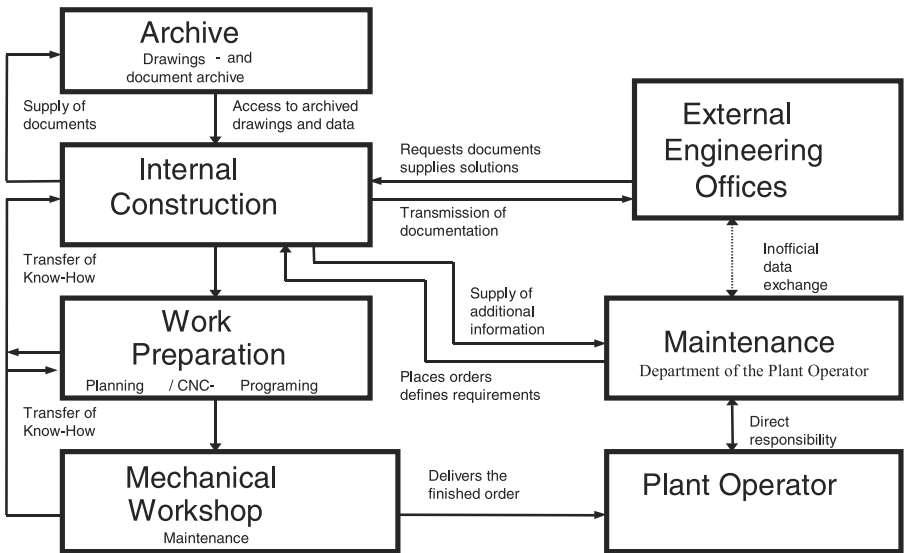 Archive
Drawings - and
document archive
Supply of
documents
Access to archived
drawings and data
External
Engineering
Offices
Internal
Construction
Requests documents
supplies solutions
Transmission of
documentation
Transfer of
Know-How
Inofficial
data
exchange
Supply of
additional
information
Work
Preparation
Planning / CNC- Programing
Maintenance
Department of the Plant Operator
Places orders
defines requirements
Transfer of
Know-How
Direct
responsibility
Mechanical
Workshop
Maintenance
Delivers the
finished order
Plant Operator